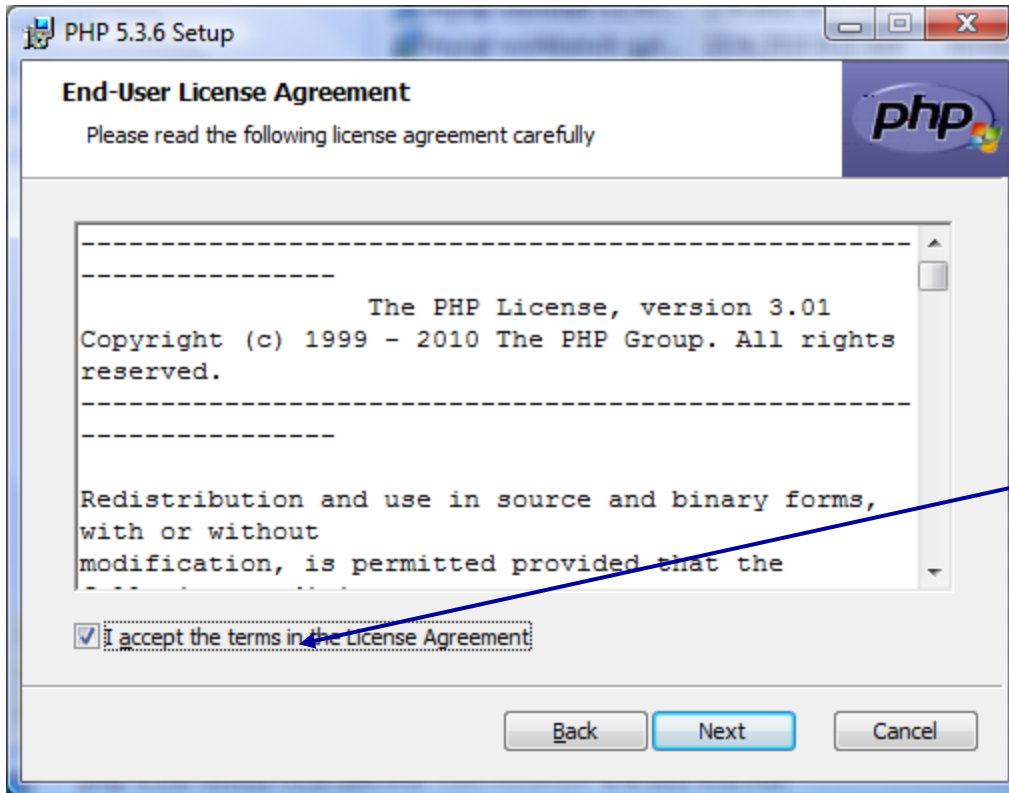 PHP 5.3.6 Setup
End-User License Agreement
Please read the following license agreement carefully
php
------------------------------------------------------
----------------
The PHP License, version 3.01
Copyright (c) 1999 - 2010 The PHP Group. All rights
reserved.
------------------------------------------------------
----------------
Redistribution and use in source and binary forms,
with or without
modification, is permitted provided that the
I accept the terms in the License Agreement
Back
Next
Cancel